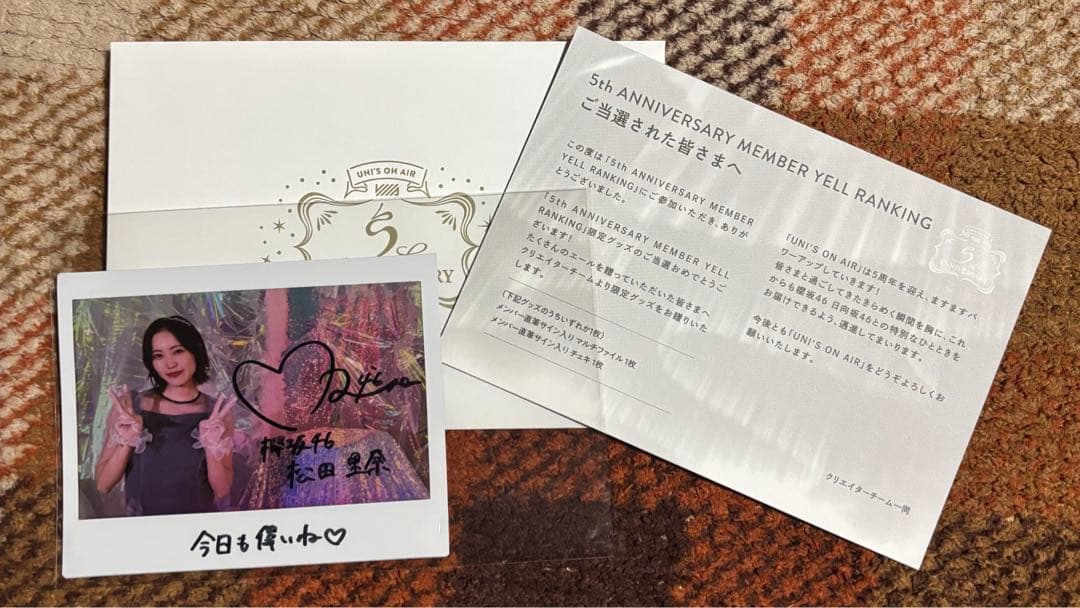 UNI'S ON AIR
5th
5th ANNIVERSARY MEMBER YELL RANKING
ご当選された皆さまへ
この度は「5th ANNIVERSARY MEMBER
YELL RANKING」にご参加いただき、ありが
とうございました。
「5th ANNIVERSARY MEMBER YELL
RANKING」限定グッズのご当選おめでとうご
ざいます!
たくさんのエールを贈っていただいた皆さまへ
クリエイターチームより限定グッズをお贈りいた
します。
(下記グッズのうちいずれか1枚)
メンバー直筆サイン入りマルチファイル1枚
メンバー直筆サイン入りチェキ1枚
「UNI'S ON AIR」は5周年を迎え、ますますパ
ワーアップしていきます!
皆さまと過ごしてきたきらめく瞬間を胸に、これ
からも櫻坂46 日向坂46との特別なひとときを
お届けできるよう、邁進してまいります。
今後とも「UNI'S ON AIR」をどうぞよろしくお
願いいたします。
クリエイターチーム一同
櫻坂46
松田里奈
今日も偉いね♡